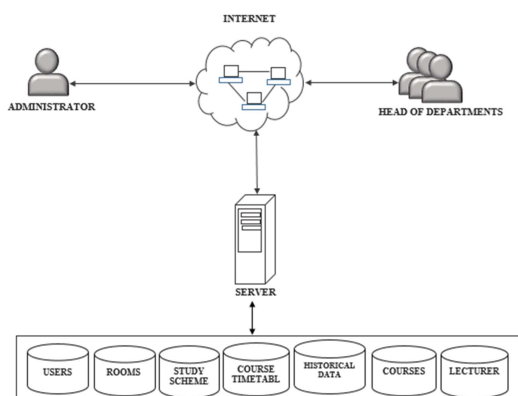 INTERNET
ADMINISTRATOR
HEAD OF DEPARTMENTS
SERVER
USERS
ROOMS
STUDY
SCHEME
COURSE
TIMETABL
HISTORICAL
DATA
COURSES
LECTURER